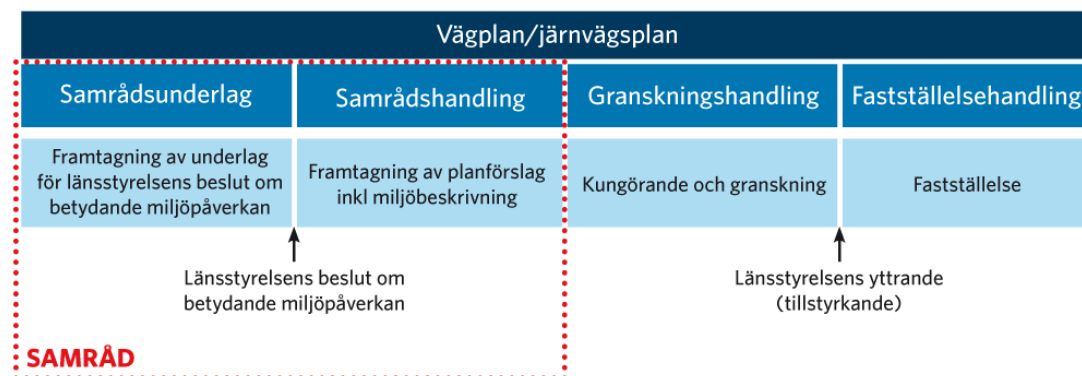 Vägplan/järnvägsplan
Samrådsunderlag
Samrådshandling
Granskningshandling
Fastställelsehandling
Framtagning av underlag
för länsstyrelsens beslut om
betydande miljöpåverkan
Framtagning av planförslag
inkl miljöbeskrivning
Kungörande och granskning
Fastställelse
Länsstyrelsens beslut om
betydande miljöpåverkan
Länsstyrelsens yttrande
(tillstyrkande)
SAMRÅD